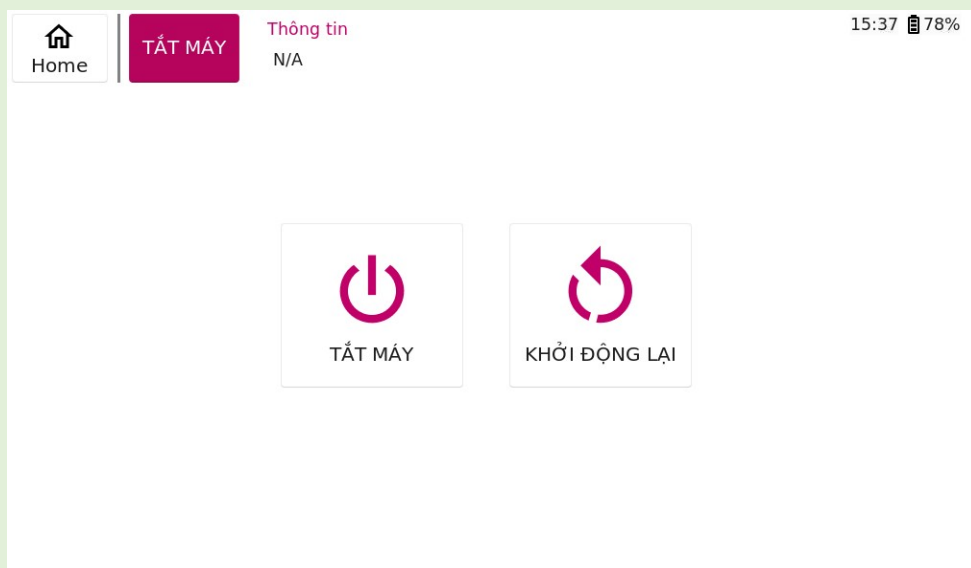 Home
TẮT MÁY
Thông tin
N/A
15:37 78%
TẮT MÁY
KHỞI ĐỘNG LẠI